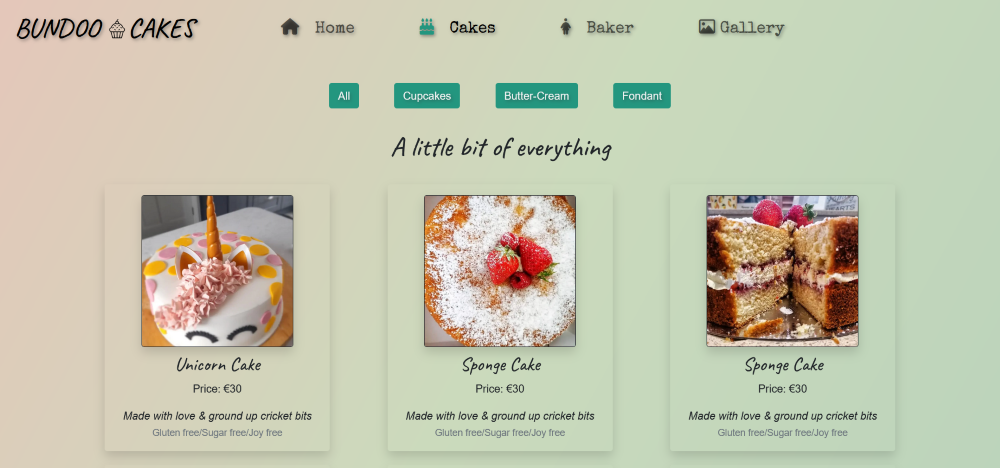 BUNDOO CAKES Home Cakes Baker Gallery
All Cupcakes Butter-Cream Fondant
A little bit of everything
Unicorn Cake Sponge Cake Sponge Cake
Price: €30 Price: €30 Price: €30
Made with love & ground up cricket bits Made with love & ground up cricket bits Made with love & ground up cricket bits
Gluten free/Sugar free/Joy free Gluten free/Sugar free/Joy free Gluten free/Sugar free/Joy free